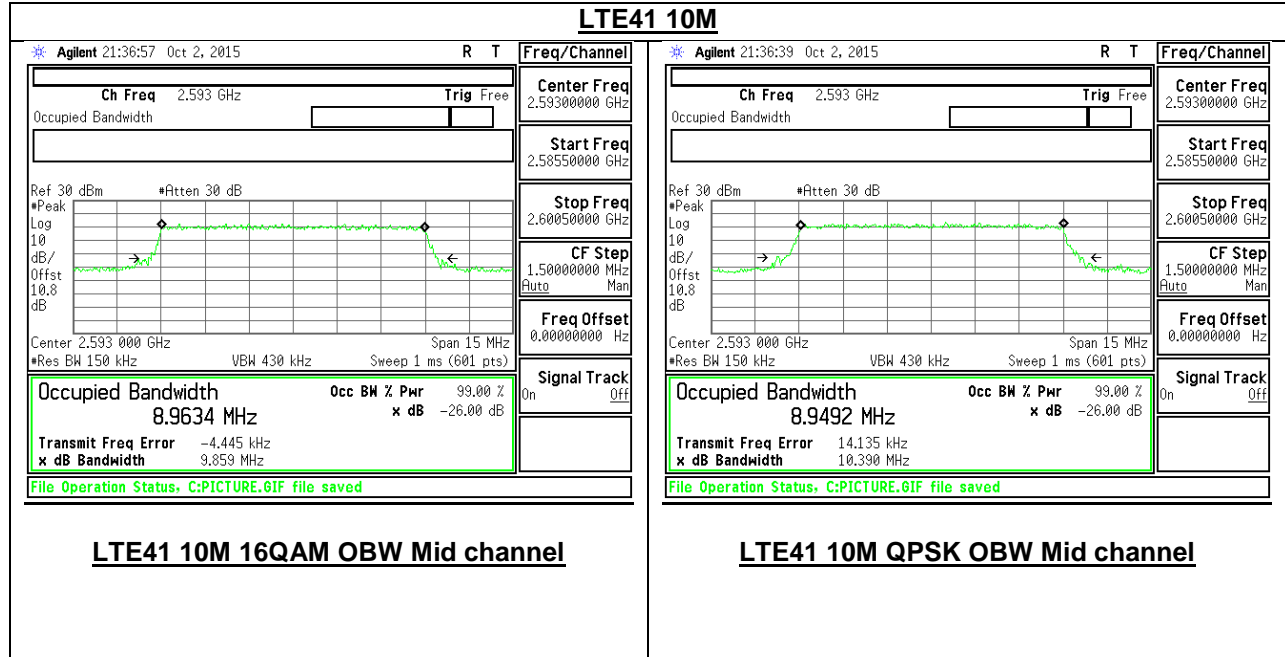 LTE41 10M
Agilent 21:36:57 Oct 2, 2015 R T
Freq/Channel
Ch Freq 2.593 GHz Trig Free
Occupied Bandwidth
Center Freq
2.59300000 GHz
Start Freq
2.58550000 GHz
Ref 30 dBm #Atten 30 dB
#Peak
Log
10
dB/
Offst
10.8
dB
Stop Freq
2.60050000 GHz
CF Step
1.50000000 MHz
Auto Man
Freq Offset
0.00000000 Hz
Center 2.593 000 GHz Span 15 MHz
#Res BW 150 kHz VBW 430 kHz Sweep 1 ms (601 pts)
Signal Track
On Off
Occupied Bandwidth Occ BW % Pwr 99.00 %
8.9634 MHz x dB -26.00 dB
Transmit Freq Error -4.445 kHz
x dB Bandwidth 9.859 MHz
File Operation Status, C:PICTURE.GIF file saved
LTE41 10M 16QAM OBW Mid channel
Agilent 21:36:39 Oct 2, 2015 R T
Freq/Channel
Ch Freq 2.593 GHz Trig Free
Occupied Bandwidth
Center Freq
2.59300000 GHz
Start Freq
2.58550000 GHz
Ref 30 dBm #Atten 30 dB
#Peak
Log
10
dB/
Offst
10.8
dB
Stop Freq
2.60050000 GHz
CF Step
1.50000000 MHz
Auto Man
Freq Offset
0.00000000 Hz
Center 2.593 000 GHz Span 15 MHz
#Res BW 150 kHz VBW 430 kHz Sweep 1 ms (601 pts)
Signal Track
On Off
Occupied Bandwidth Occ BW % Pwr 99.00 %
8.9492 MHz x dB -26.00 dB
Transmit Freq Error 14.135 kHz
x dB Bandwidth 10.390 MHz
File Operation Status, C:PICTURE.GIF file saved
LTE41 10M QPSK OBW Mid channel